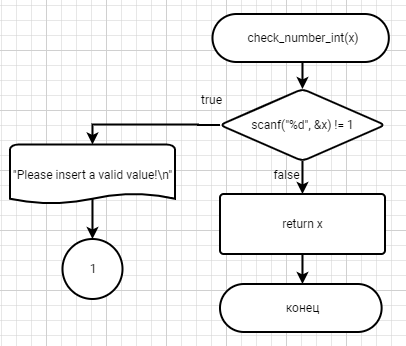 check_number_int(x)
true
scanf("%d", &x) != 1
"Please insert a valid value!\n"
false
return x
1
конец